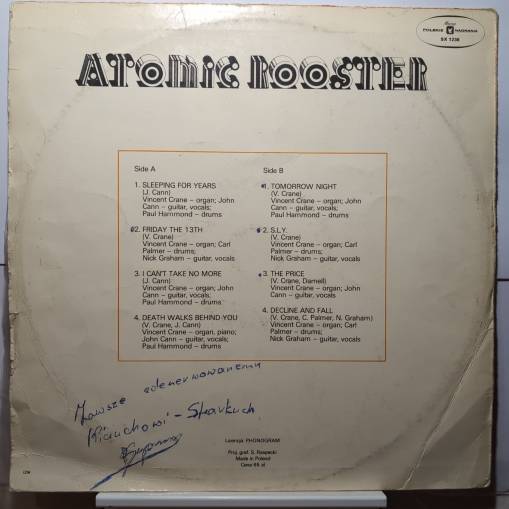 Muza
POLSKIE NAGRANIA
SX 1236
ATOMIC ROOSTER
Side A
1. SLEEPING FOR YEARS
(J. Cann)
Vincent Crane – organ; John
Cann – guitar, vocals;
Paul Hammond – drums
2. FRIDAY THE 13TH
(V. Crane)
Vincent Crane – organ; Carl
Palmer – drums;
Nick Graham – guitar, vocals
3. I CAN'T TAKE NO MORE
(J. Cann)
Vincent Crane – organ; John
Cann – guitar, vocals;
Paul Hammond – drums
4. DEATH WALKS BEHIND YOU
(V. Crane, J. Cann)
Vincent Crane – organ, piano;
John Cann – guitar, vocals;
Paul Hammond – drums
Side B
1. TOMORROW NIGHT
(V. Crane)
Vincent Crane – organ; John
Cann – guitar, vocals;
Paul Hammond – drums
2. S.L.Y.
(V. Crane)
Vincent Crane – organ; Carl
Palmer – drums;
Nick Graham – guitar, vocals
3. THE PRICE
(V. Crane, Darnell)
Vincent Crane – organ; John
Cann – guitar, vocals
4. DECLINE AND FALL
(V. Crane, C. Palmer, N. Graham)
Vincent Crane – organ; Carl
Palmer – drums;
Nick Graham – guitar, vocals
Zawsze zdenerwowanemu
Licencja: PHONOGRAM
Proj. graf. S. Rzepecki
Made in Poland
Cena 65 zł